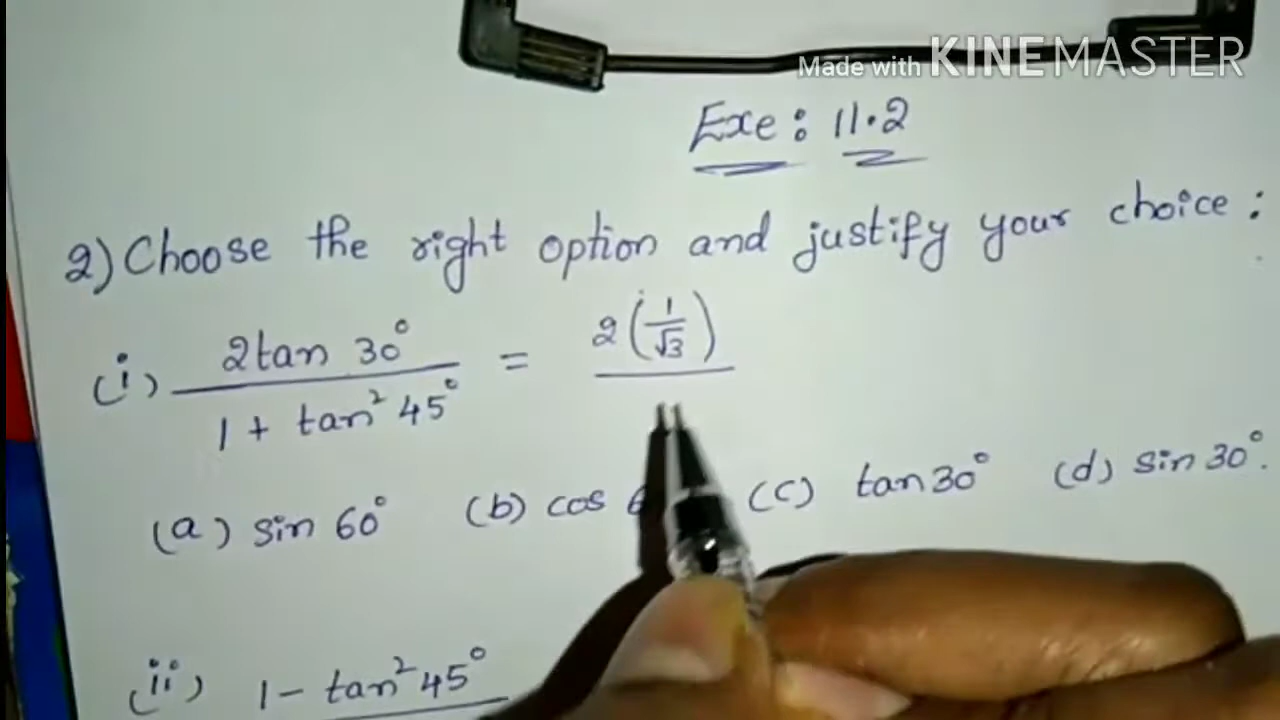 Made with KINEMASTER
Exe: 11.2
2) Choose the right option and justify your choice:
(i) 2tan 30° / 1 + tan² 45° = 2(1/√3)
(a) sin 60° (b) cos (c) tan 30° (d) sin 30°.
(ii) 1 - tan² 45°